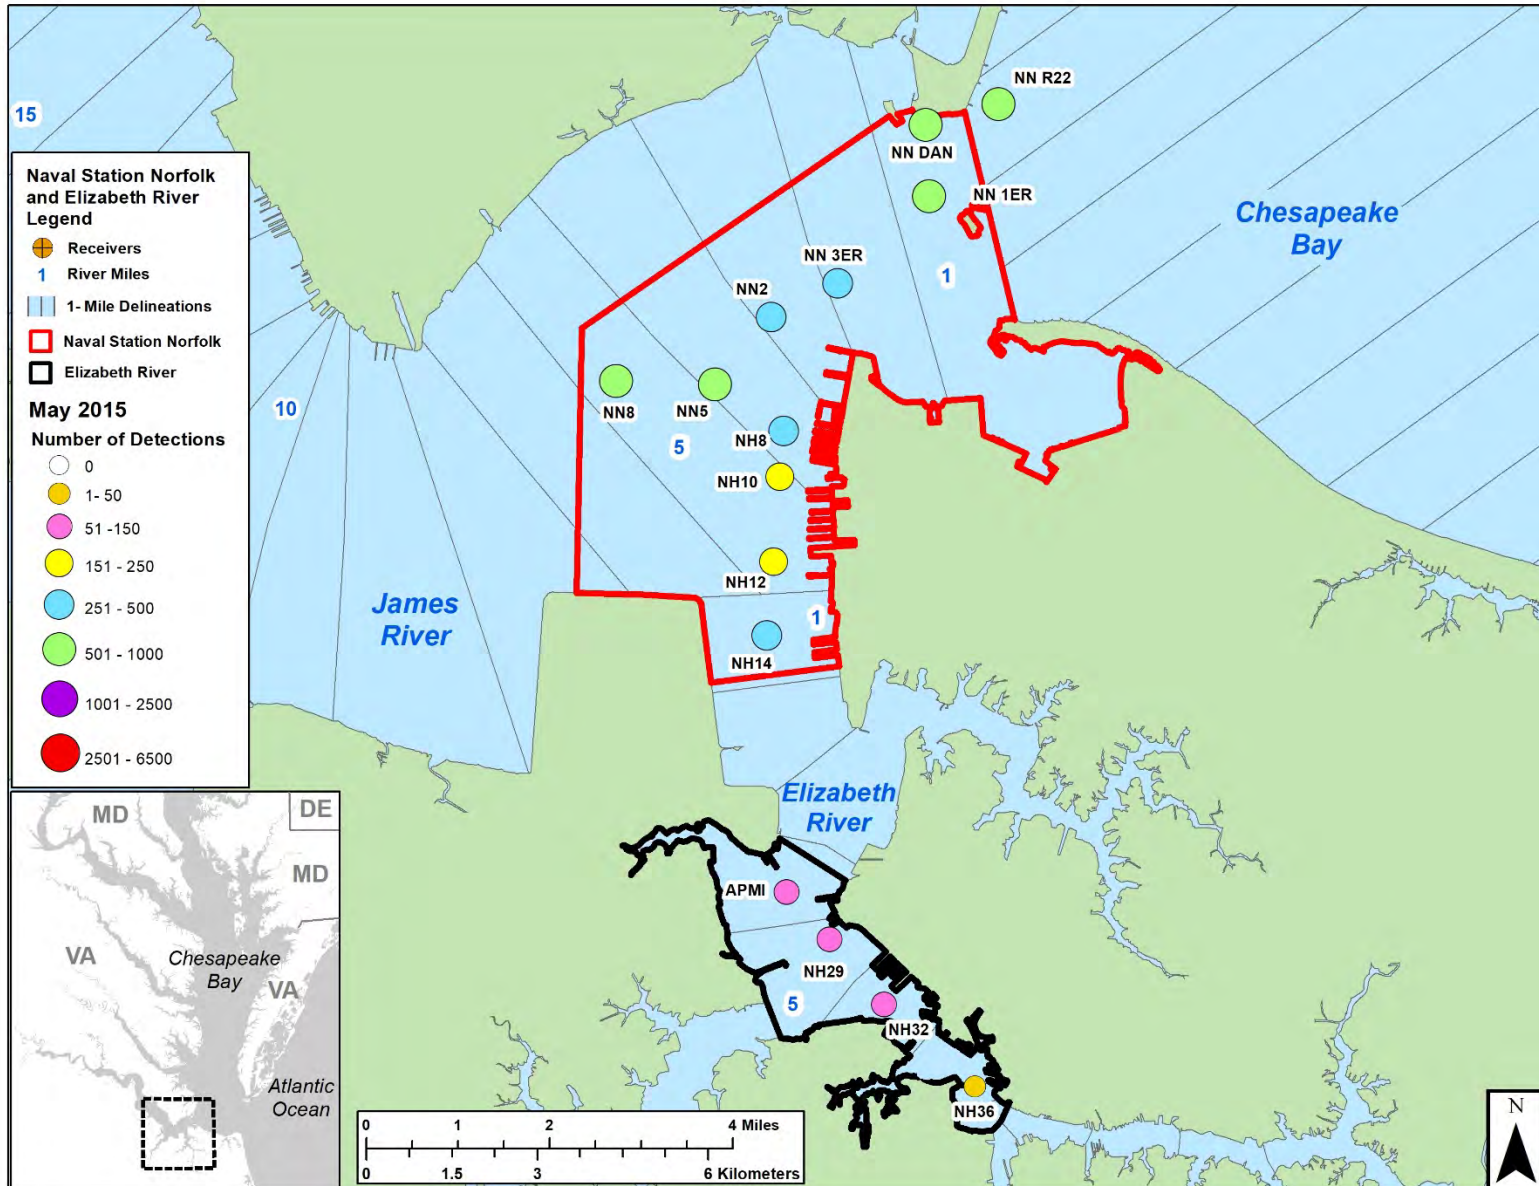 NN R22
15
NN DAN
Naval Station Norfolk
and Elizabeth River
Legend
Receivers
1 River Miles
1- Mile Delineations
Naval Station Norfolk
Elizabeth River
May 2015
Number of Detections
0
1- 50
51 -150
151 - 250
251 - 500
501 - 1000
1001 - 2500
2501 - 6500
NN 1ER
Chesapeake
Bay
NN 3ER
1
NN2
NN8
NN5
10
NH8
5
NH10
NH12
James
River
1
NH14
Elizabeth
River
APMI
NH29
5
NH32
NH36
MD
DE
MD
VA
Chesapeake
Bay
VA
Atlantic
Ocean
0 1 2 4 Miles
0 1.5 3 6 Kilometers
N